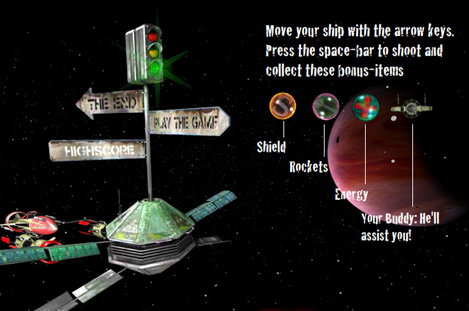 Move your ship with the arrow keys.
Press the space-bar to shoot and
collect these bonus-items
THE END
PLAY THE GAME
HIGHSCORE
Shield
Rockets
Energy
Your Buddy: He'll
assist you!